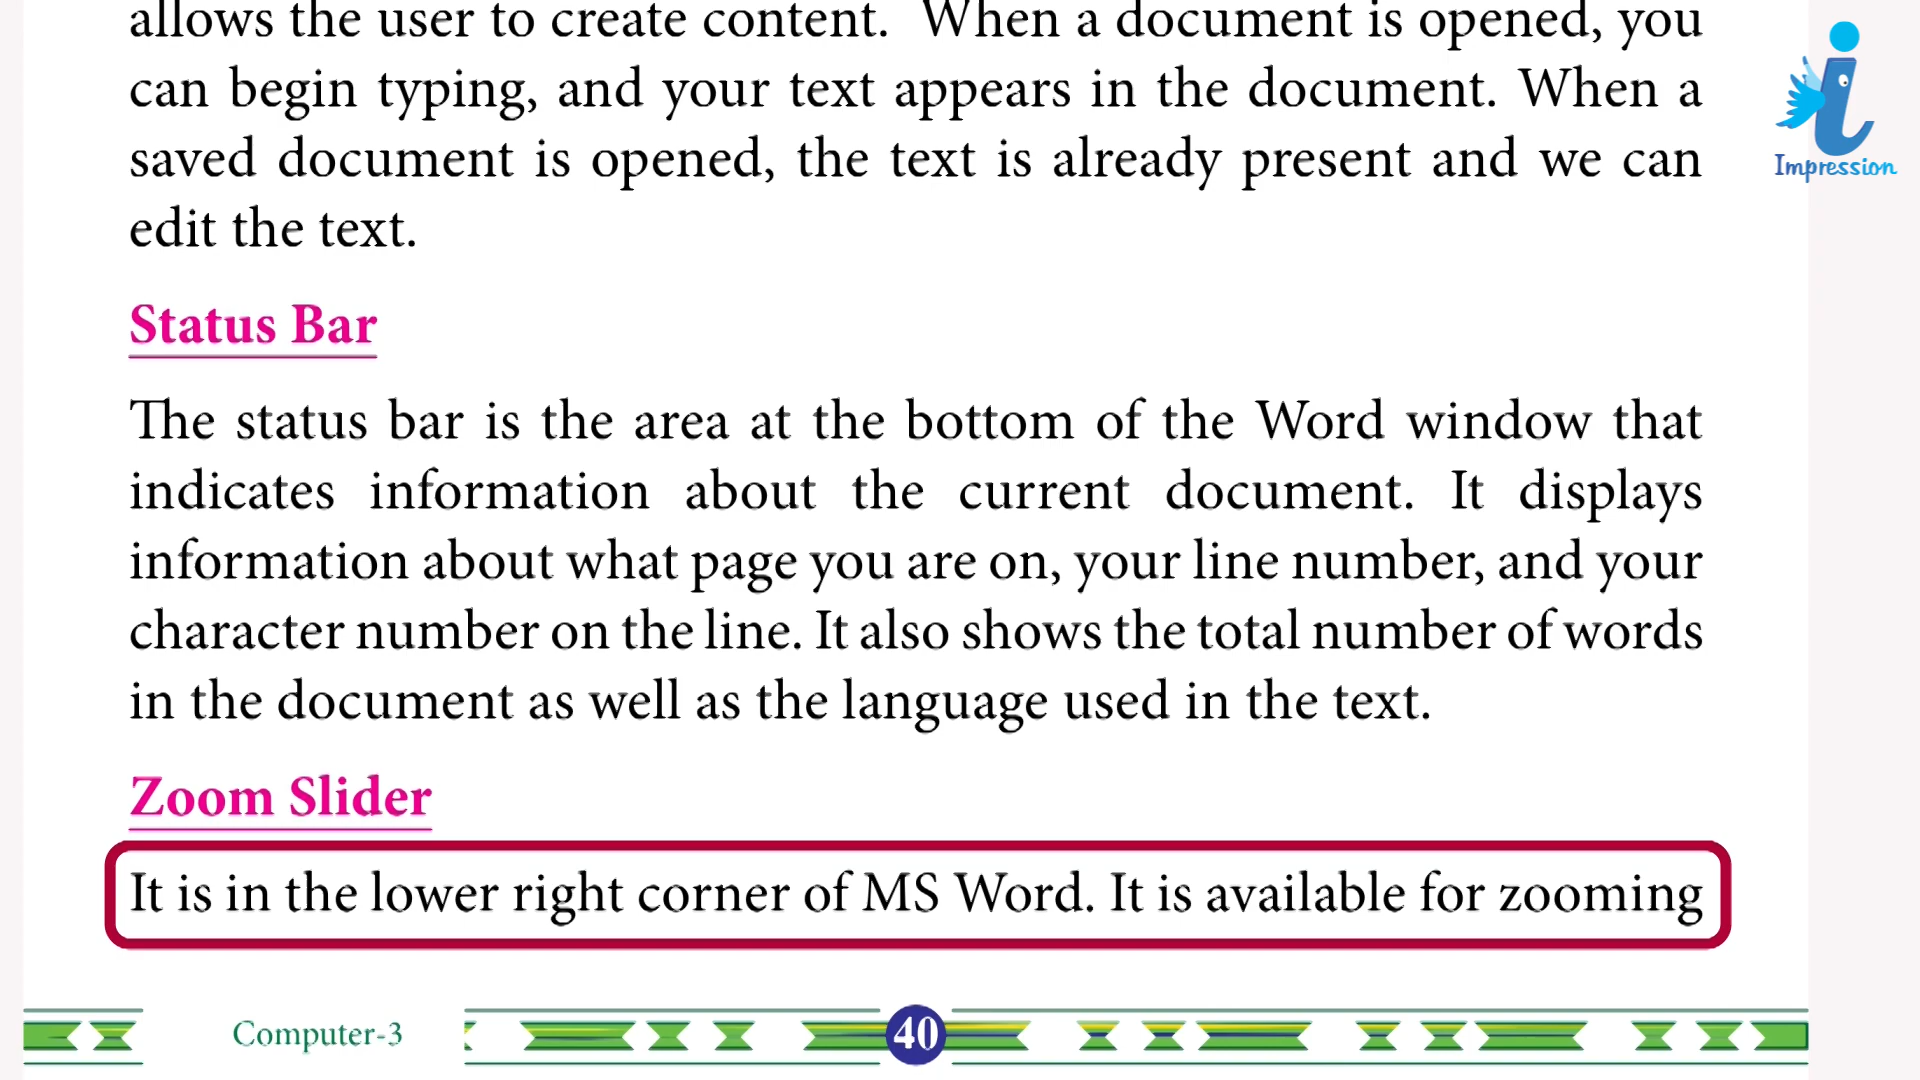 allows the user to create content. When a document is opened, you
can begin typing, and your text appears in the document. When a
saved document is opened, the text is already present and we can
edit the text.
Status Bar
The status bar is the area at the bottom of the Word window that
indicates information about the current document. It displays
information about what page you are on, your line number, and your
character number on the line. It also shows the total number of words
in the document as well as the language used in the text.
Zoom Slider
It is in the lower right corner of MS Word. It is available for zooming
Computer-3
40
Impression